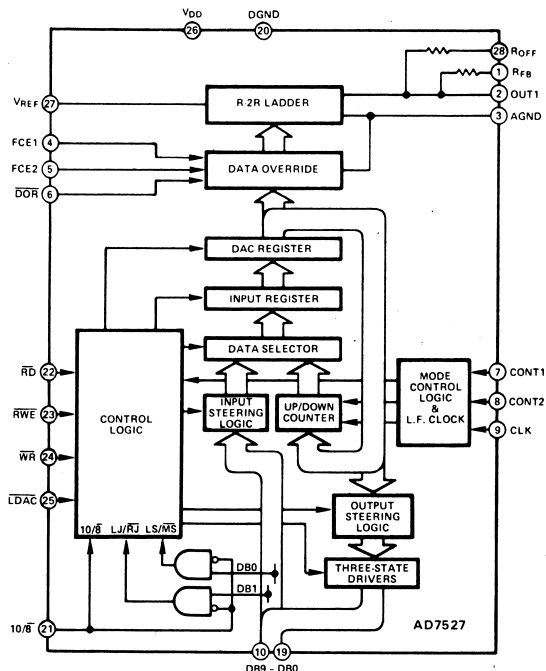 VDD
26
DGND
20
28 ROFF
1 RFB
2 OUT1
3 AGND
VREF 27
R-2R LADDER
FCE1 4
FCE2 5
DOR 6
DATA OVERRIDE
DAC REGISTER
INPUT REGISTER
DATA SELECTOR
RD 22
RWE 23
WR 24
LDAC 25
CONTROL
LOGIC
10/8 LJ/RJ LS/MS
INPUT
STEERING
LOGIC
UP/DOWN
COUNTER
MODE
CONTROL
LOGIC
&
L.F. CLOCK
7 CONT1
8 CONT2
9 CLK
OUTPUT
STEERING
LOGIC
THREE-STATE
DRIVERS
DB0
DB1
10/8 21
10 19
DB9 - DB0
AD7527